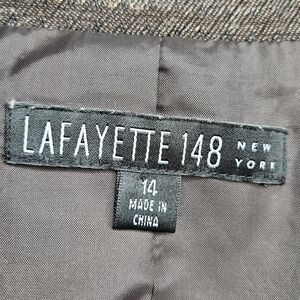 LAFAYETTE 148 NEW YORK
14
MADE IN
CHINA